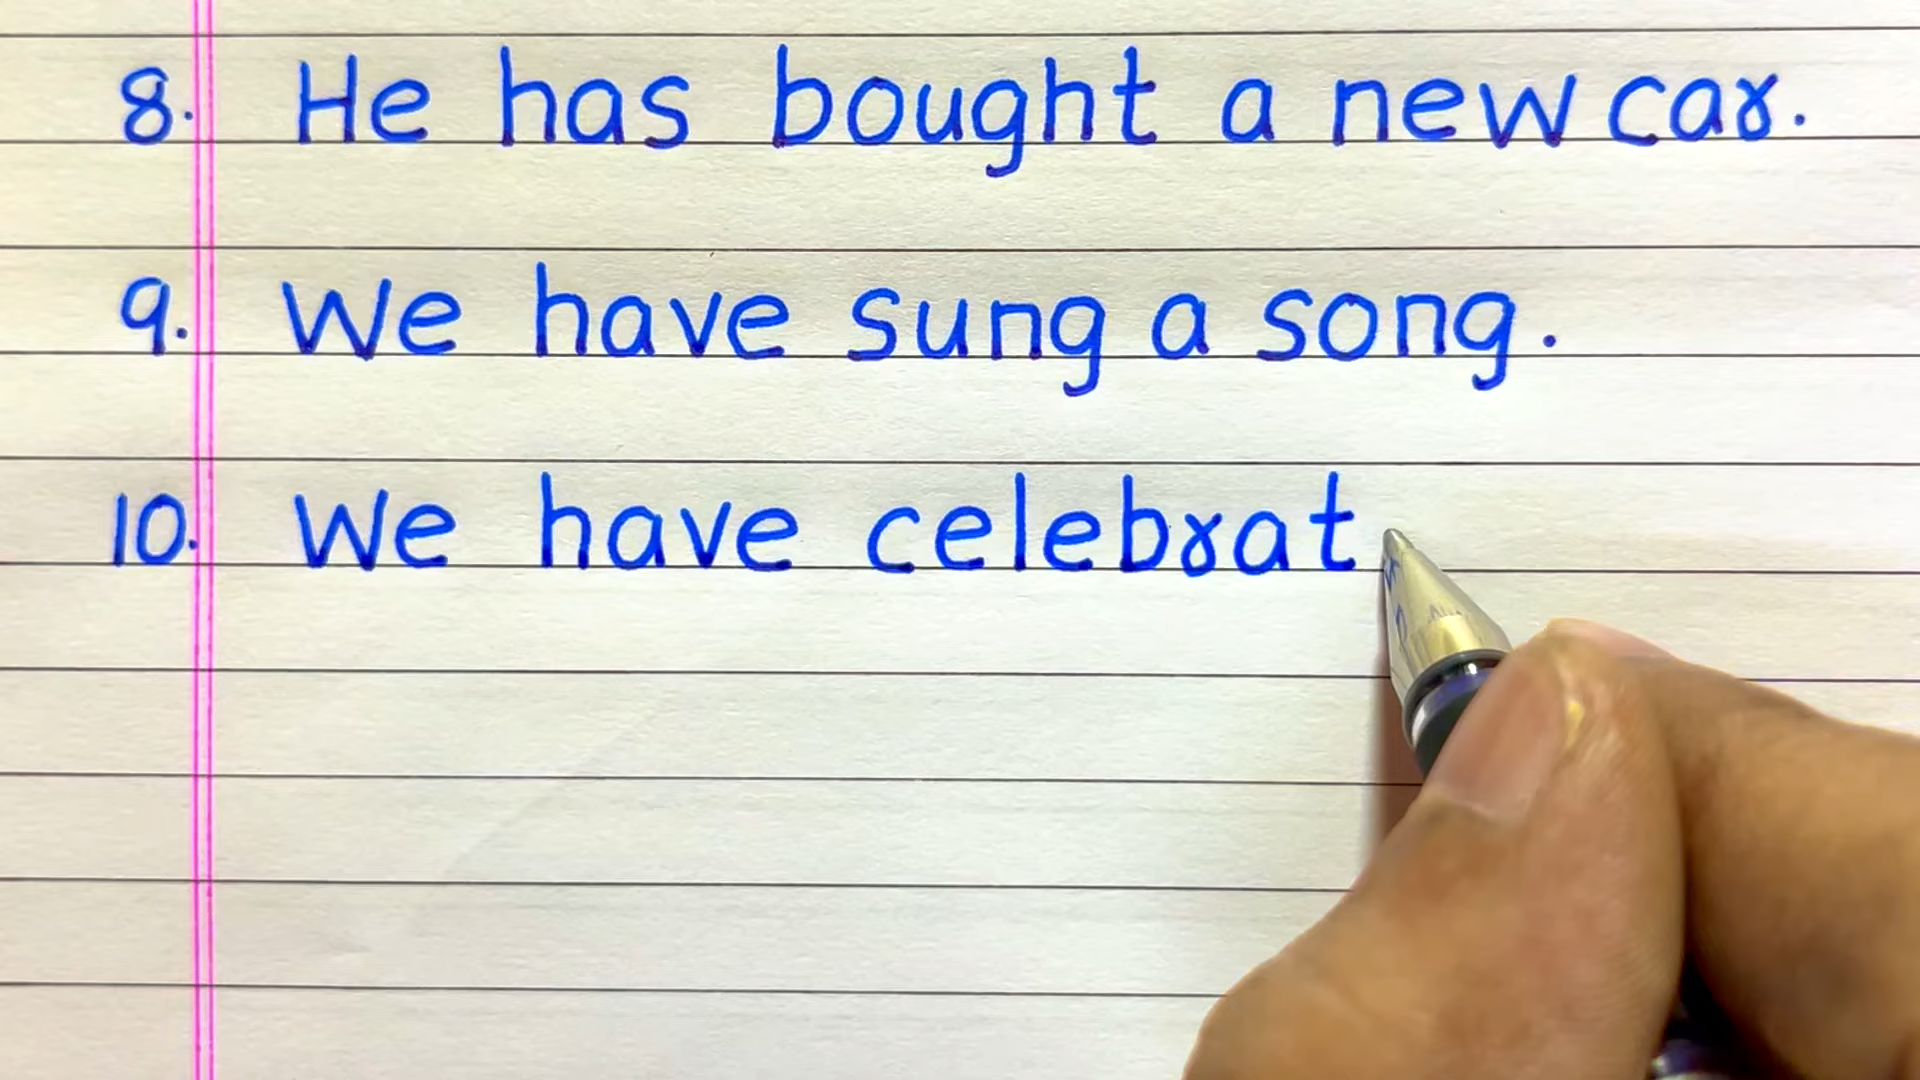 8. He has bought a new car.
9. We have sung a song.
10. We have celebrat